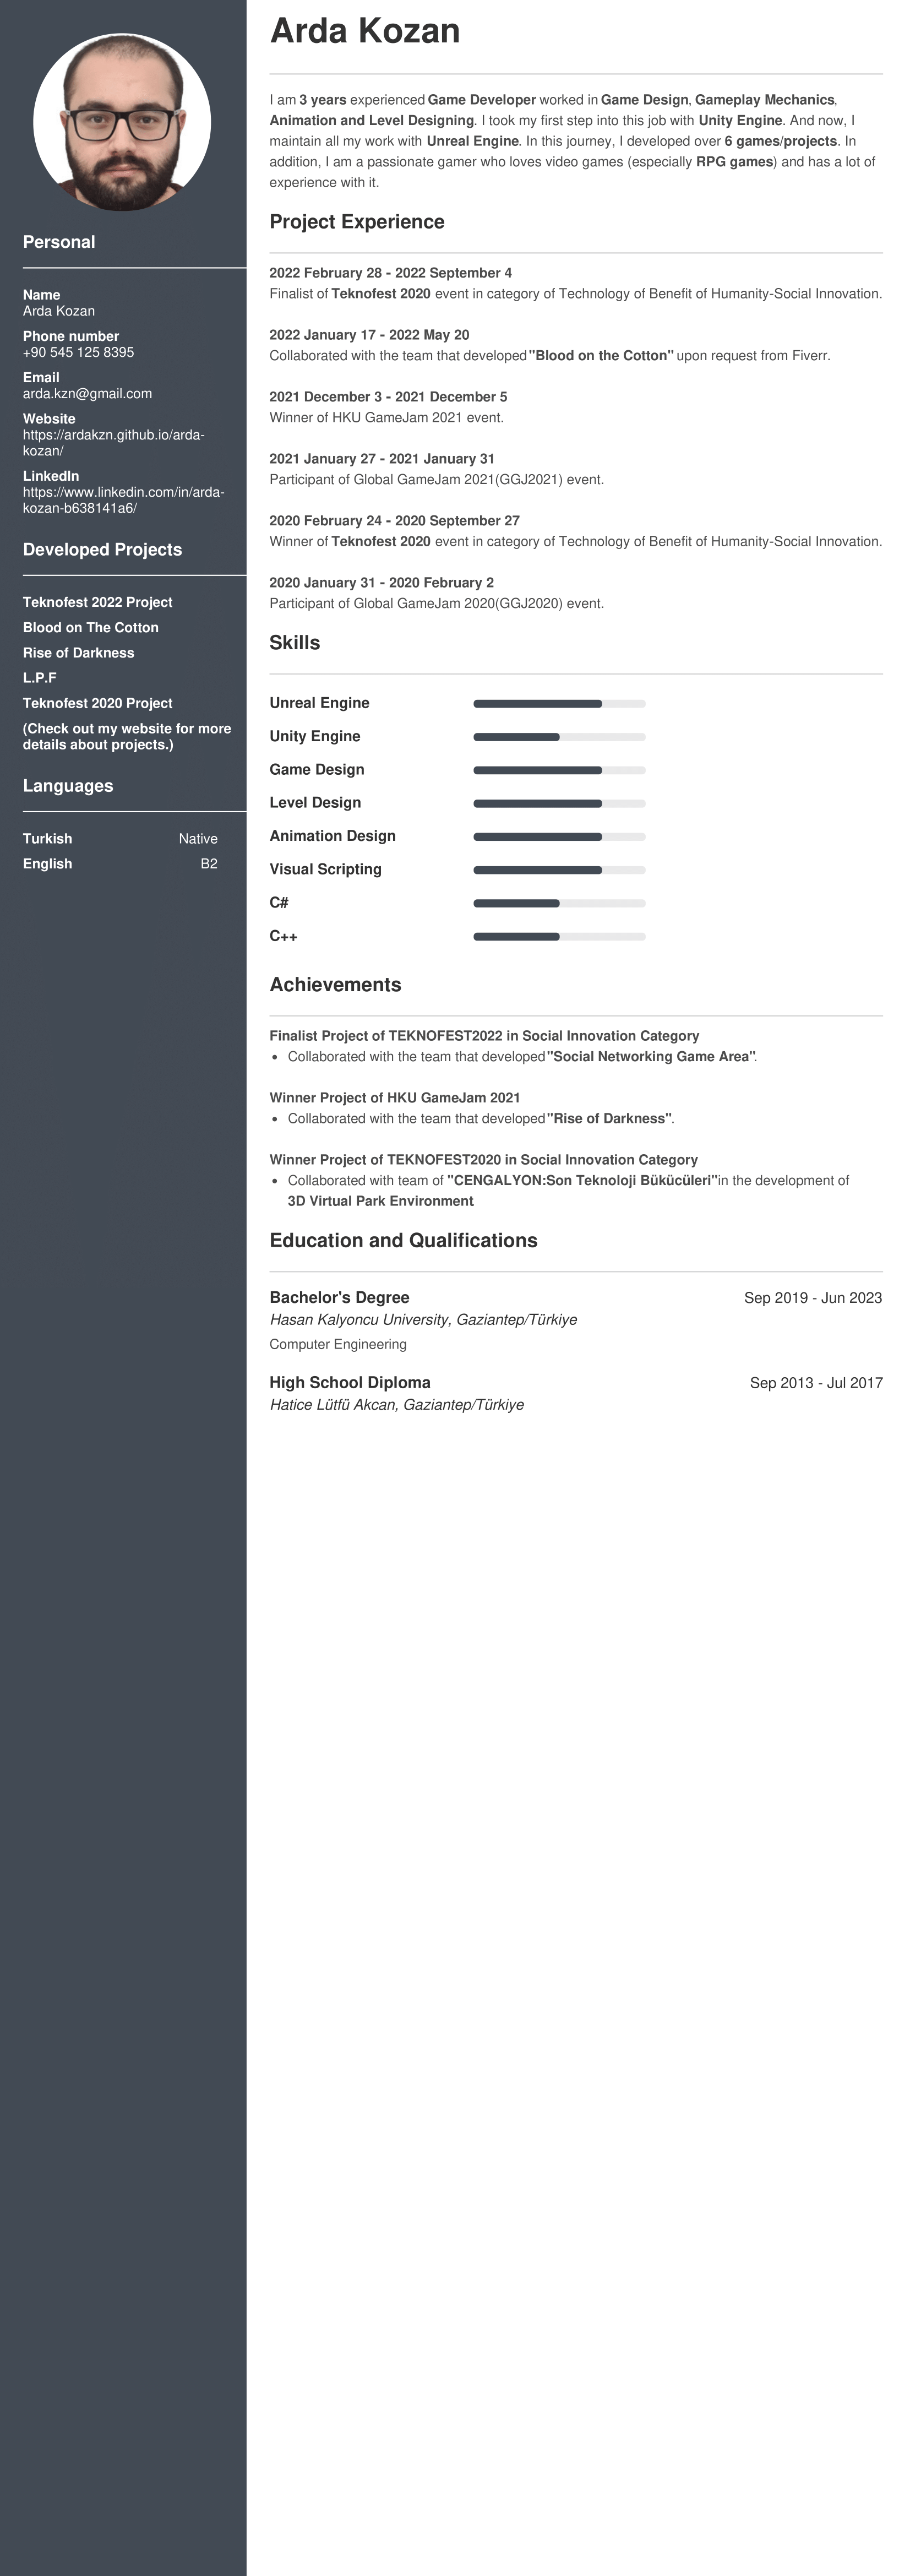 Arda Kozan
I am 3 years experienced Game Developer worked in Game Design, Gameplay Mechanics,
Animation and Level Designing. I took my first step into this job with Unity Engine. And now, I
maintain all my work with Unreal Engine. In this journey, I developed over 6 games/projects. In
addition, I am a passionate gamer who loves video games (especially RPG games) and has a lot of
experience with it.
Personal
Name
Arda Kozan
Phone number
+90 545 125 8395
Email
arda.kzn@gmail.com
Website
https://ardakzn.github.io/arda-
kozan/
LinkedIn
https://www.linkedin.com/in/arda-
kozan-b638141a6/
Developed Projects
Teknofest 2022 Project
Blood on The Cotton
Rise of Darkness
L.P.F
Teknofest 2020 Project
(Check out my website for more
details about projects.)
Languages
Turkish Native
English B2
Project Experience
2022 February 28 - 2022 September 4
Finalist of Teknofest 2020 event in category of Technology of Benefit of Humanity-Social Innovation.
2022 January 17 - 2022 May 20
Collaborated with the team that developed "Blood on the Cotton" upon request from Fiverr.
2021 December 3 - 2021 December 5
Winner of HKU GameJam 2021 event.
2021 January 27 - 2021 January 31
Participant of Global GameJam 2021(GGJ2021) event.
2020 February 24 - 2020 September 27
Winner of Teknofest 2020 event in category of Technology of Benefit of Humanity-Social Innovation.
2020 January 31 - 2020 February 2
Participant of Global GameJam 2020(GGJ2020) event.
Skills
Unreal Engine
Unity Engine
Game Design
Level Design
Animation Design
Visual Scripting
C#
C++
Achievements
Finalist Project of TEKNOFEST2022 in Social Innovation Category
• Collaborated with the team that developed "Social Networking Game Area".
Winner Project of HKU GameJam 2021
• Collaborated with the team that developed "Rise of Darkness".
Winner Project of TEKNOFEST2020 in Social Innovation Category
• Collaborated with team of "CENGALYON:Son Teknoloji Bükücüleri"in the development of
3D Virtual Park Environment
Education and Qualifications
Bachelor's Degree Sep 2019 - Jun 2023
Hasan Kalyoncu University, Gaziantep/Türkiye
Computer Engineering
High School Diploma Sep 2013 - Jul 2017
Hatice Lütfü Akcan, Gaziantep/Türkiye